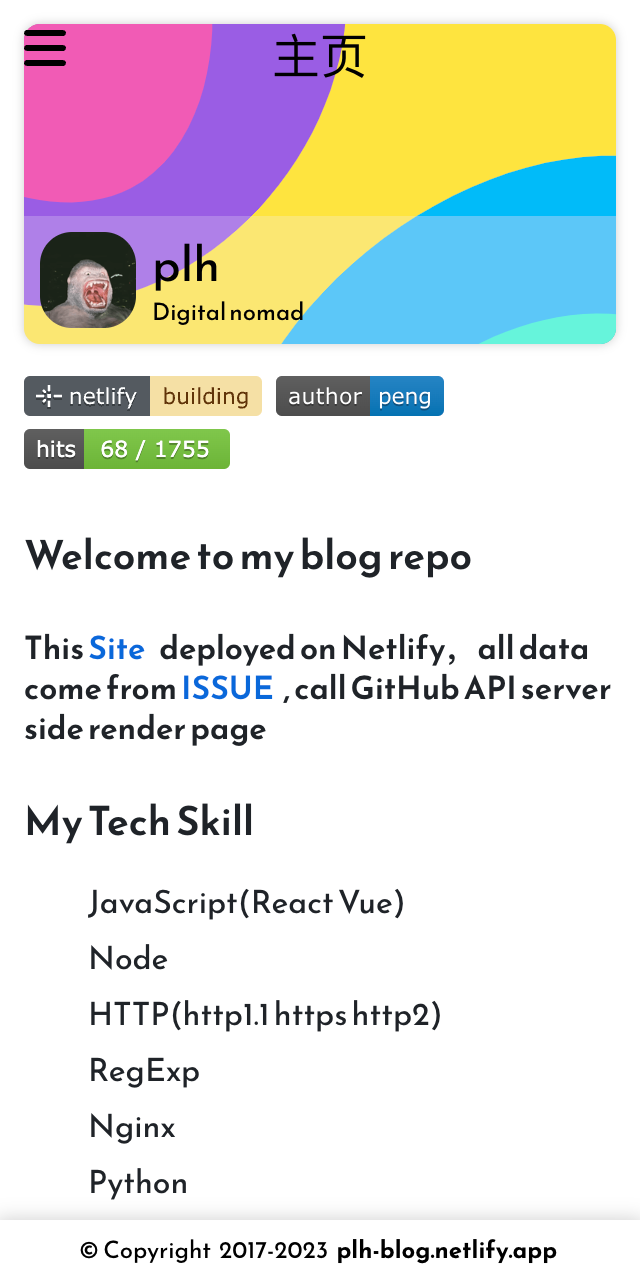 主页
plh
Digital nomad
netlify building author peng
hits 68 / 1755
Welcome to my blog repo
This Site deployed on Netlify， all data
come from ISSUE , call GitHub API server
side render page
My Tech Skill
JavaScript(React Vue)
Node
HTTP(http1.1 https http2)
RegExp
Nginx
Python
© Copyright 2017-2023 plh-blog.netlify.app